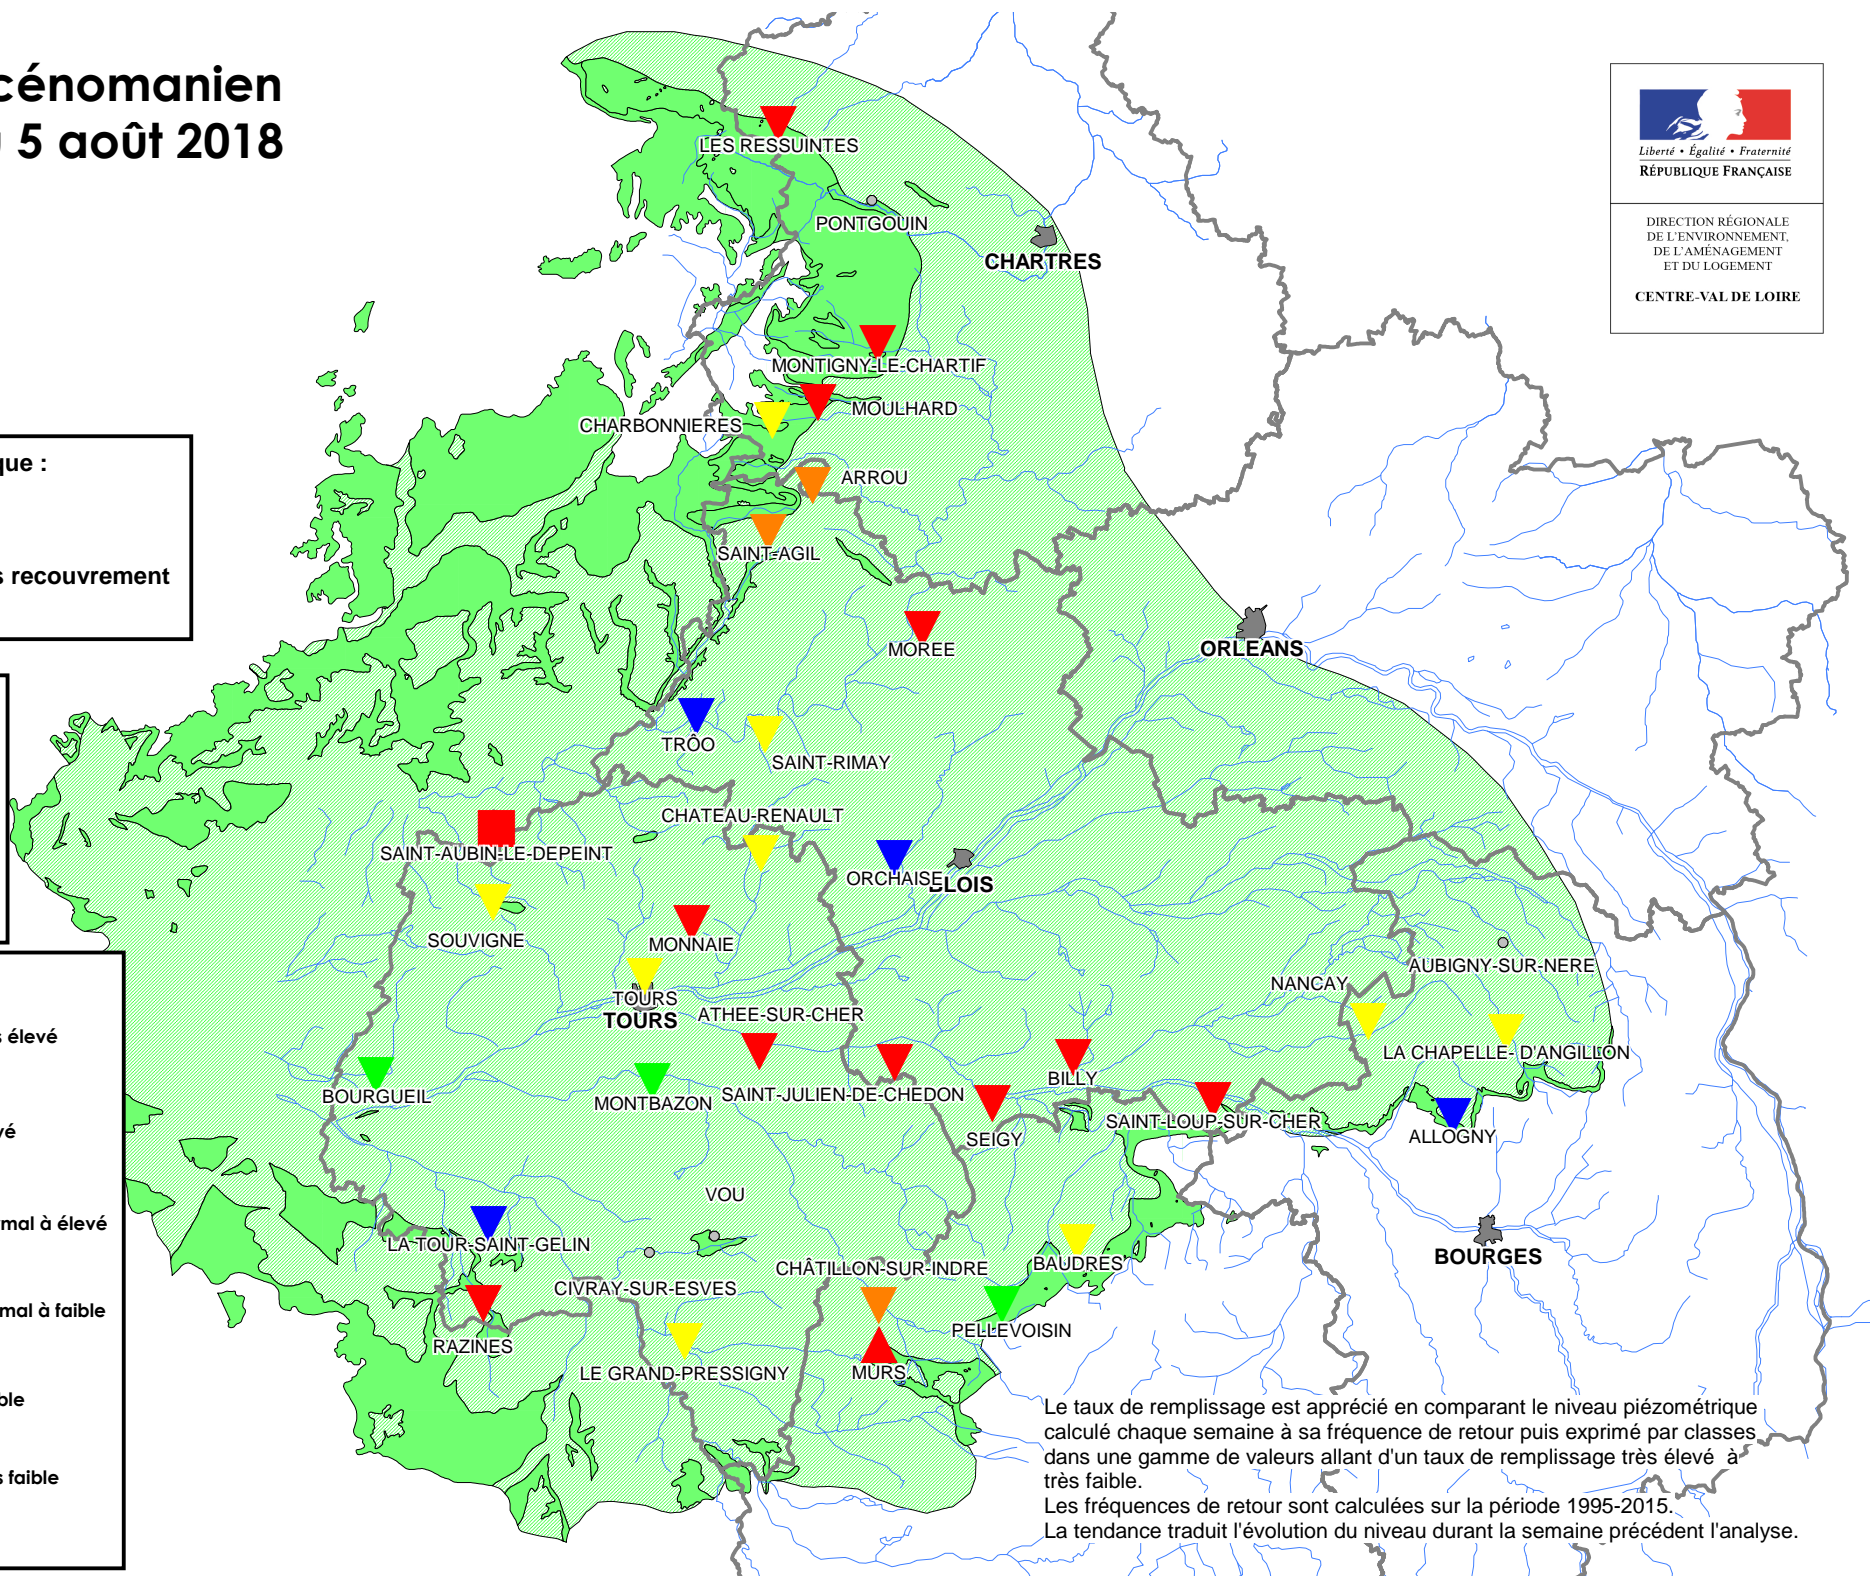 cénomanien
5 août 2018
Liberté • Égalité • Fraternité
RÉPUBLIQUE FRANÇAISE
DIRECTION RÉGIONALE
DE L'ENVIRONNEMENT,
DE L'AMÉNAGEMENT
ET DU LOGEMENT
CENTRE-VAL DE LOIRE
LES RESSUINTES
PONTGOUIN
CHARTRES
MONTIGNY-LE-CHARTIF
MOULHARD
CHARBONNIERES
que :
ARROU
SAINT-AGIL
s recouvrement
MOREE
ORLEANS
TRÔO
SAINT-RIMAY
CHATEAU-RENAULT
SAINT-AUBIN-LE-DEPEINT
ORCHAISE
BLOIS
SOUVIGNE
MONNAIE
AUBIGNY-SUR-NERE
NANCAY
TOURS
TOURS
ATHEE-SUR-CHER
s élevé
LA CHAPELLE- D'ANGILLON
BILLY
BOURGUEIL
MONTBAZON
SAINT-JULIEN-DE-CHEDON
SAINT-LOUP-SUR-CHER
vé
SEIGY
ALLOGNY
VOU
rmal à élevé
LA TOUR-SAINT-GELIN
BOURGES
BAUDRES
CHÂTILLON-SUR-INDRE
CIVRAY-SUR-ESVES
mal à faible
PELLEVOISIN
RAZINES
LE GRAND-PRESSIGNY
MURS
ble
s faible
Le taux de remplissage est apprécié en comparant le niveau piézométrique
calculé chaque semaine à sa fréquence de retour puis exprimé par classes
dans une gamme de valeurs allant d'un taux de remplissage très élevé à
très faible.
Les fréquences de retour sont calculées sur la période 1995-2015.
La tendance traduit l'évolution du niveau durant la semaine précédent l'analyse.